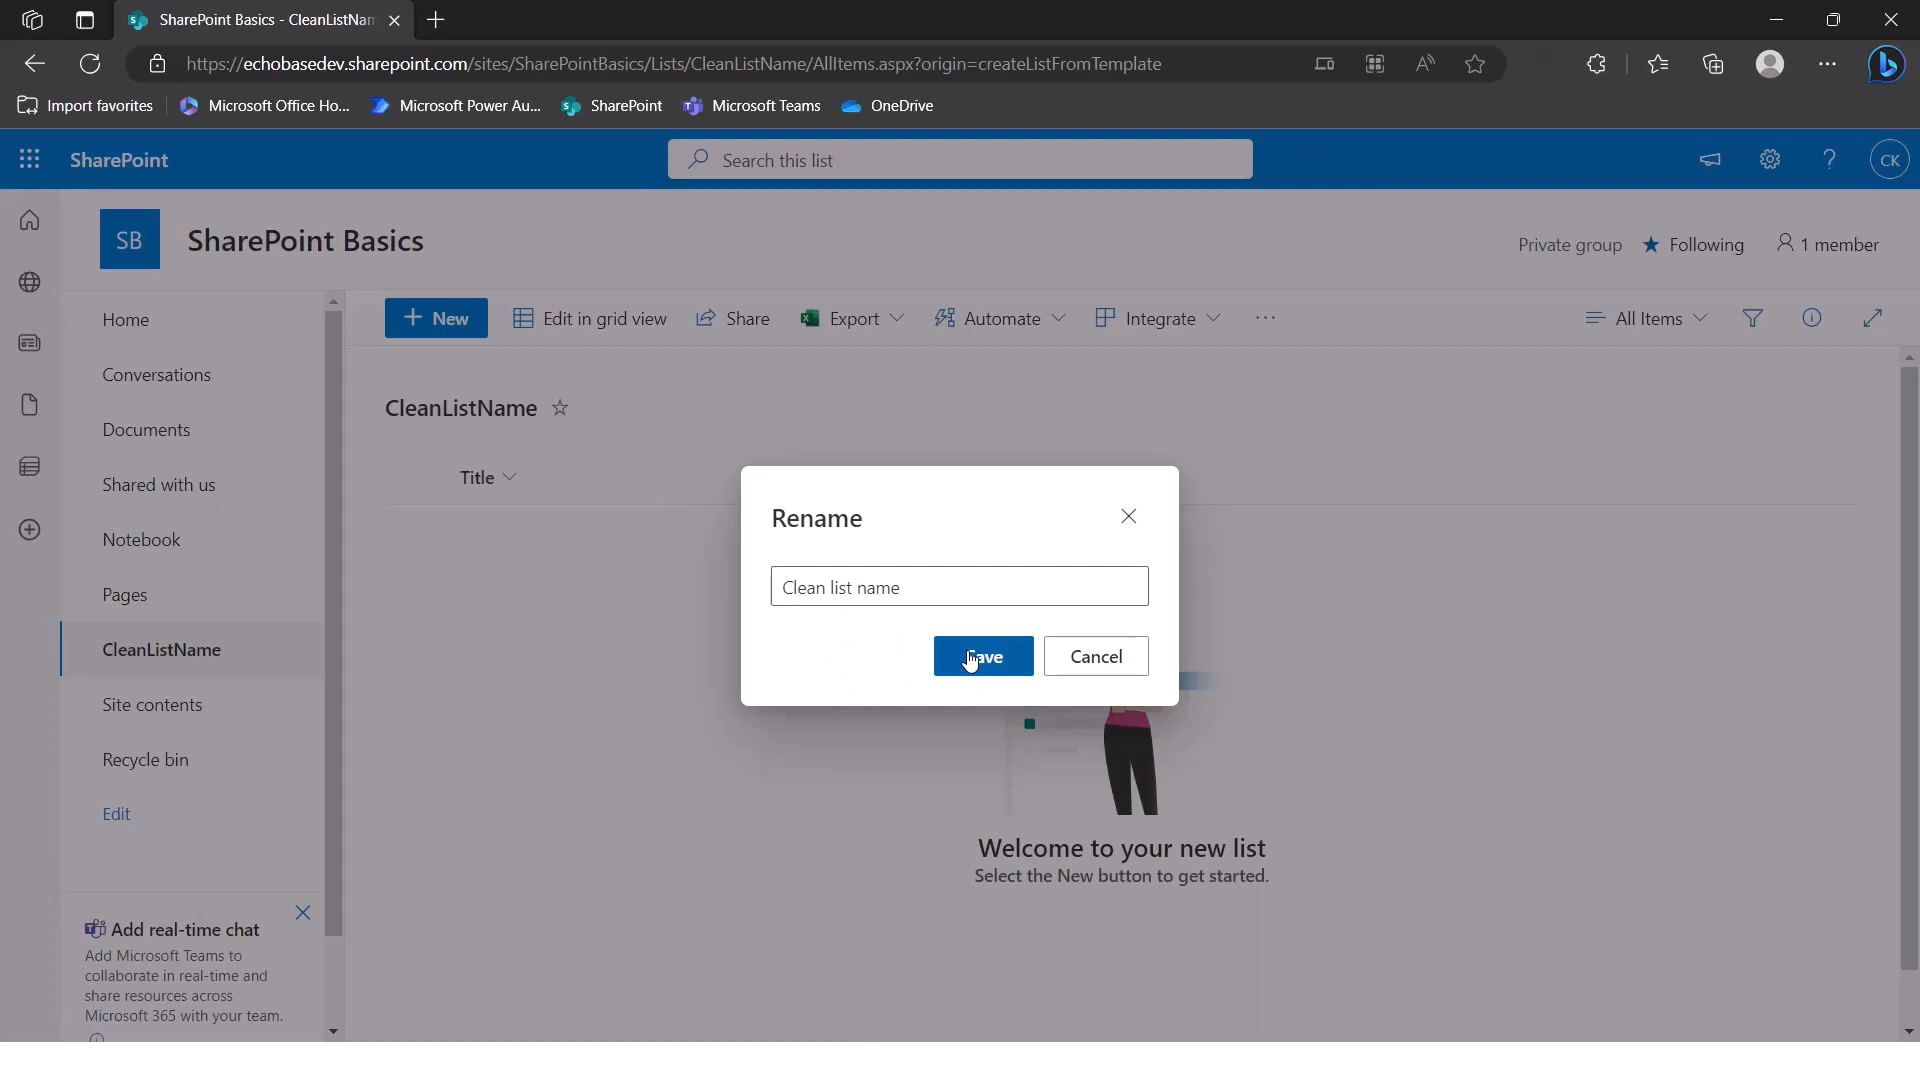 SharePoint Basics - CleanListNam
https://echobasedev.sharepoint.com/sites/SharePointBasics/Lists/CleanListName/AllItems.aspx?origin=createListFromTemplate
Import favorites
Microsoft Office Ho...
Microsoft Power Au...
SharePoint
Microsoft Teams
OneDrive
SharePoint
Search this list
?
CK
SB
SharePoint Basics
Private group
Following
1 member
Home
Conversations
Documents
Shared with us
Notebook
Pages
CleanListName
Site contents
Recycle bin
Edit
Add real-time chat
Add Microsoft Teams to
collaborate in real-time and
share resources across
Microsoft 365 with your team.
+ New
Edit in grid view
Share
Export
Automate
Integrate
...
All Items
CleanListName
Title
Rename
Clean list name
Save
Cancel
Welcome to your new list
Select the New button to get started.